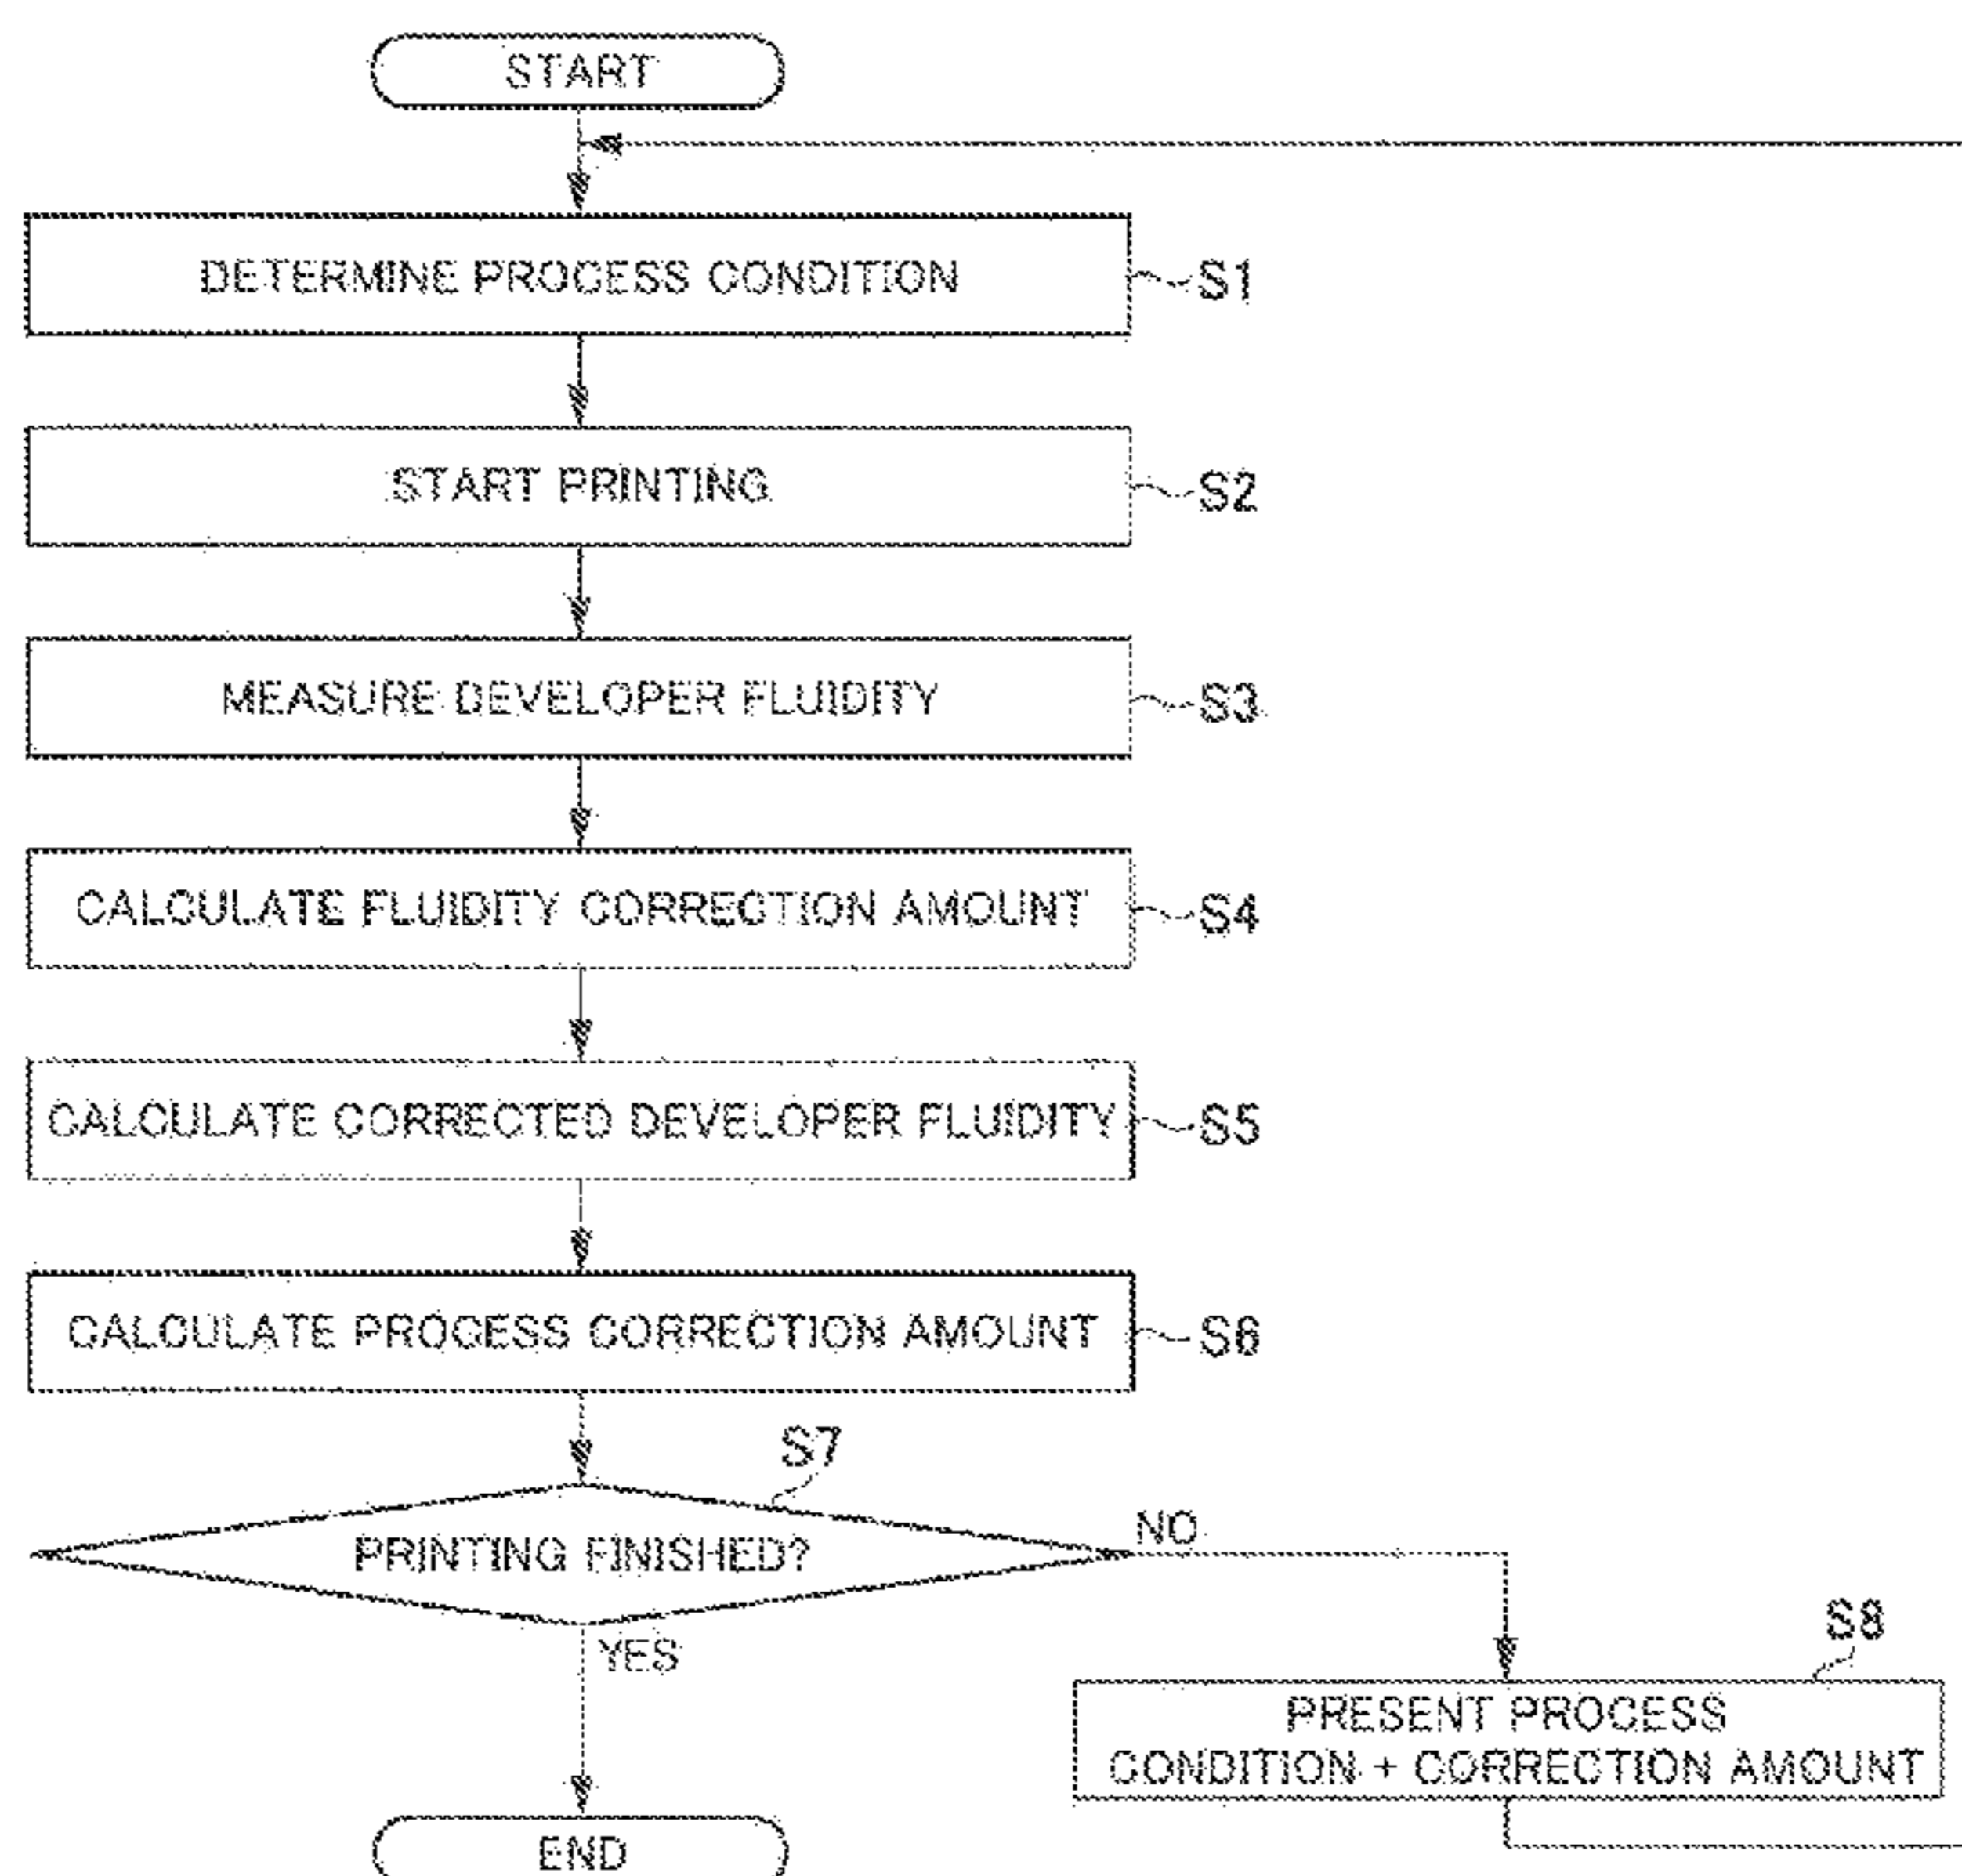 START
DETERMINE PROCESS CONDITION
S1
START PRINTING
S2
MEASURE DEVELOPER FLUIDITY
S3
CALCULATE FLUIDITY CORRECTION AMOUNT
S4
CALCULATE CORRECTED DEVELOPER FLUIDITY
S5
CALCULATE PROCESS CORRECTION AMOUNT
S6
S7
PRINTING FINISHED?
NO
YES
S8
PRESENT PROCESS
CONDITION + CORRECTION AMOUNT
END